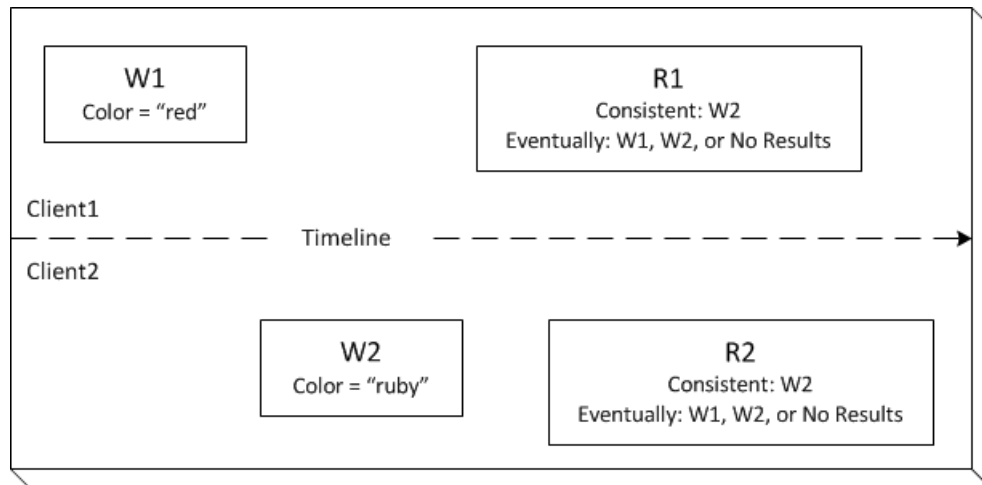 W1
Color = “red”
R1
Consistent: W2
Eventually: W1, W2, or No Results
Client1
Timeline
Client2
W2
Color = “ruby”
R2
Consistent: W2
Eventually: W1, W2, or No Results